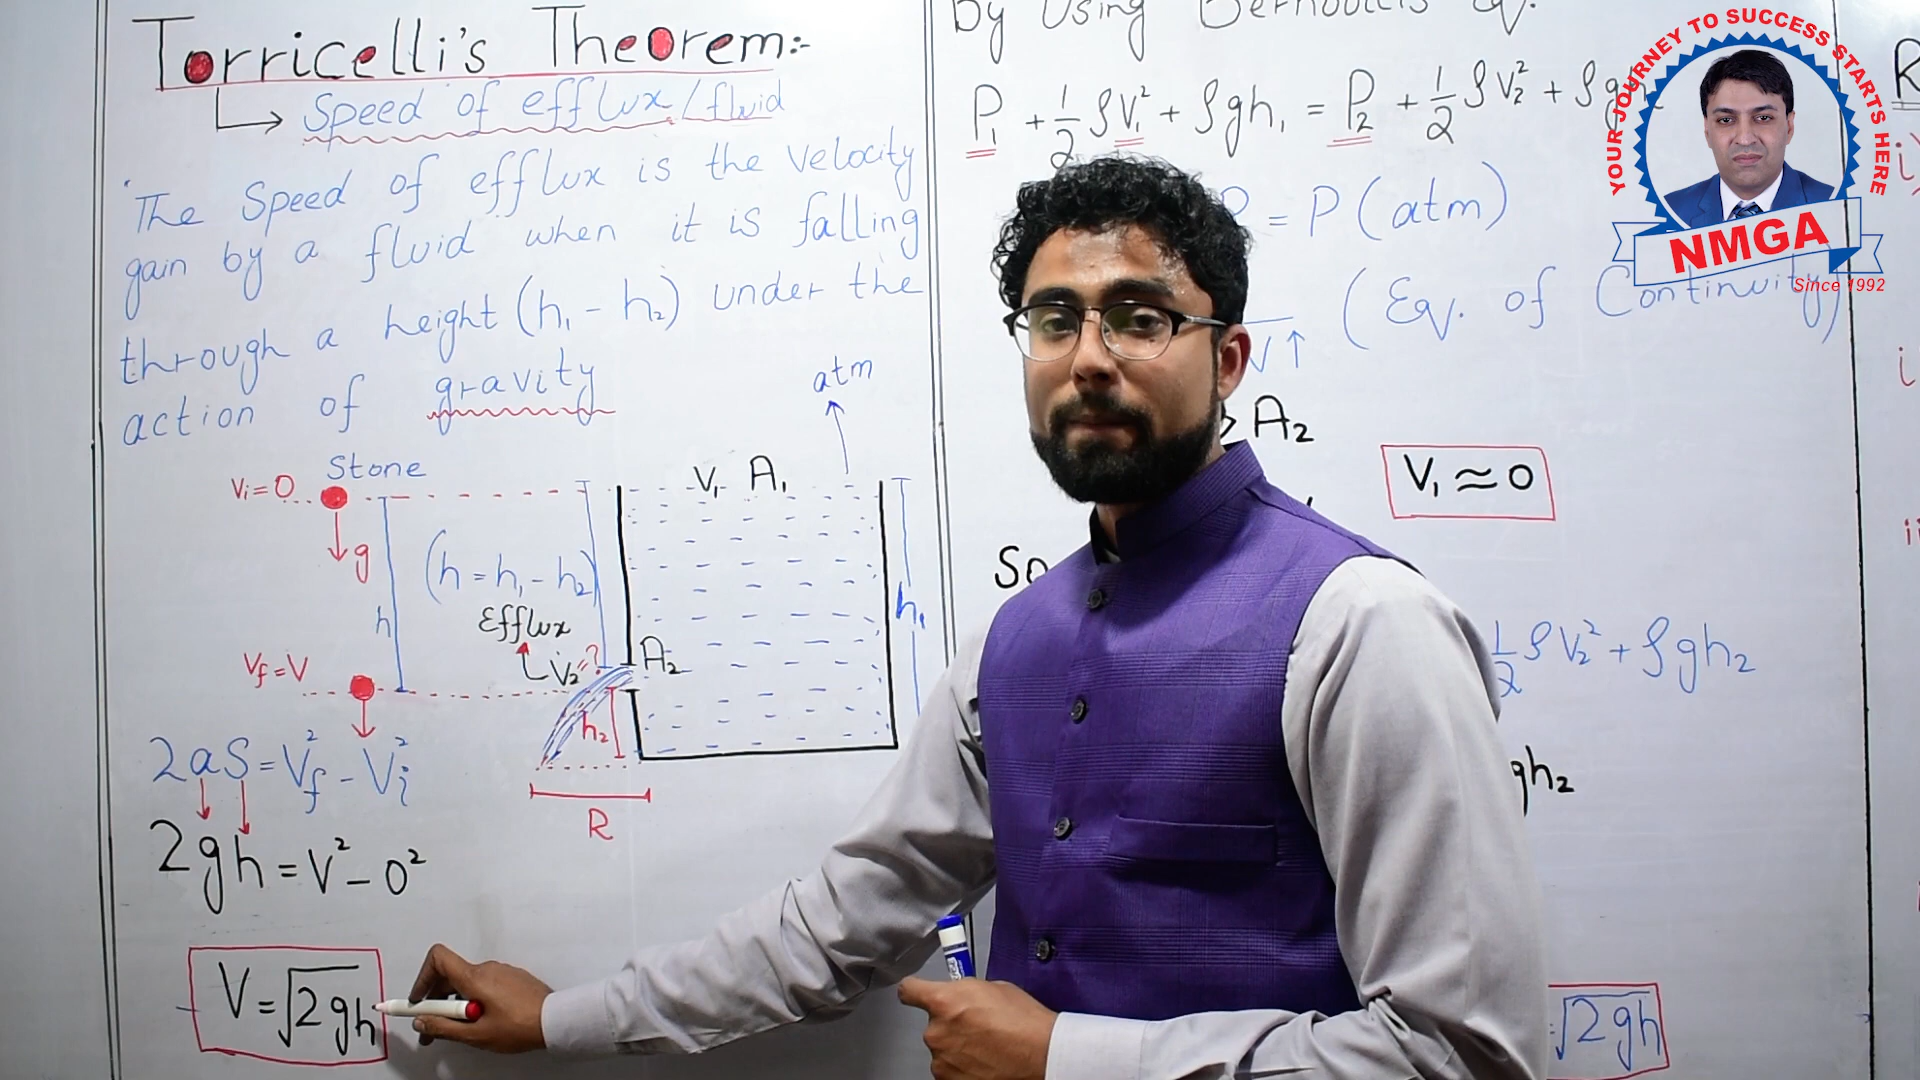 Torricelli's Theorem:-
Speed of efflux/fluid
The Speed of efflux is the velocity
gain by a fluid when it is falling
through a height (h₁ - h₂) under the
action of gravity
atm
Stone
Vi=0
g
h
(h = h₁ - h₂)
Efflux
V₂=?
Vf=V
V₁ A₁
A₂
h₁
h₂
R
2aS=Vf² - Vi²
2gh = V² - 0²
V = √2gh
By Using Bernoulli's Eq.
P₁ + 1/2 ρV₁² + ρgh₁ = P₂ + 1/2 ρV₂² + ρgh
= P (atm)
V↑ (Eq. of Continuity)
> A₂
V₁ ≈ 0
So
1/2 ρV₂² + ρgh₂
gh₂
√2gh
R
i)
YOUR JOURNEY TO SUCCESS STARTS HERE
NMGA
Since 1992